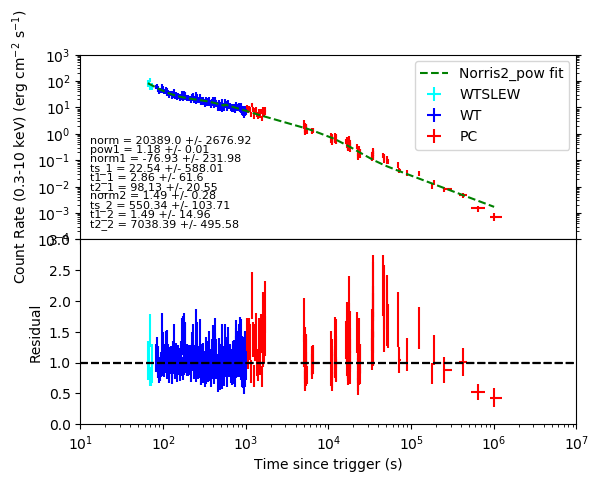 Count Rate (0.3-10 keV) (erg cm⁻² s⁻¹)
10³
10²
10¹
10⁰
10⁻¹
10⁻²
10⁻³
Norris2_pow fit
WTSLEW
WT
PC
norm = 20389.0 +/- 2676.92
pow1 = 1.18 +/- 0.01
norm1 = -76.93 +/- 231.98
ts_1 = 22.54 +/- 588.01
t1_1 = 2.86 +/- 61.6
t2_1 = 98.13 +/- 20.55
norm2 = 1.49 +/- 0.28
ts_2 = 550.34 +/- 103.71
t1_2 = 1.49 +/- 14.96
t2_2 = 7038.39 +/- 495.58
Residual
2.5
2.0
1.5
1.0
0.5
0.0
10¹ 10² 10³ 10⁴ 10⁵ 10⁶ 10⁷
Time since trigger (s)